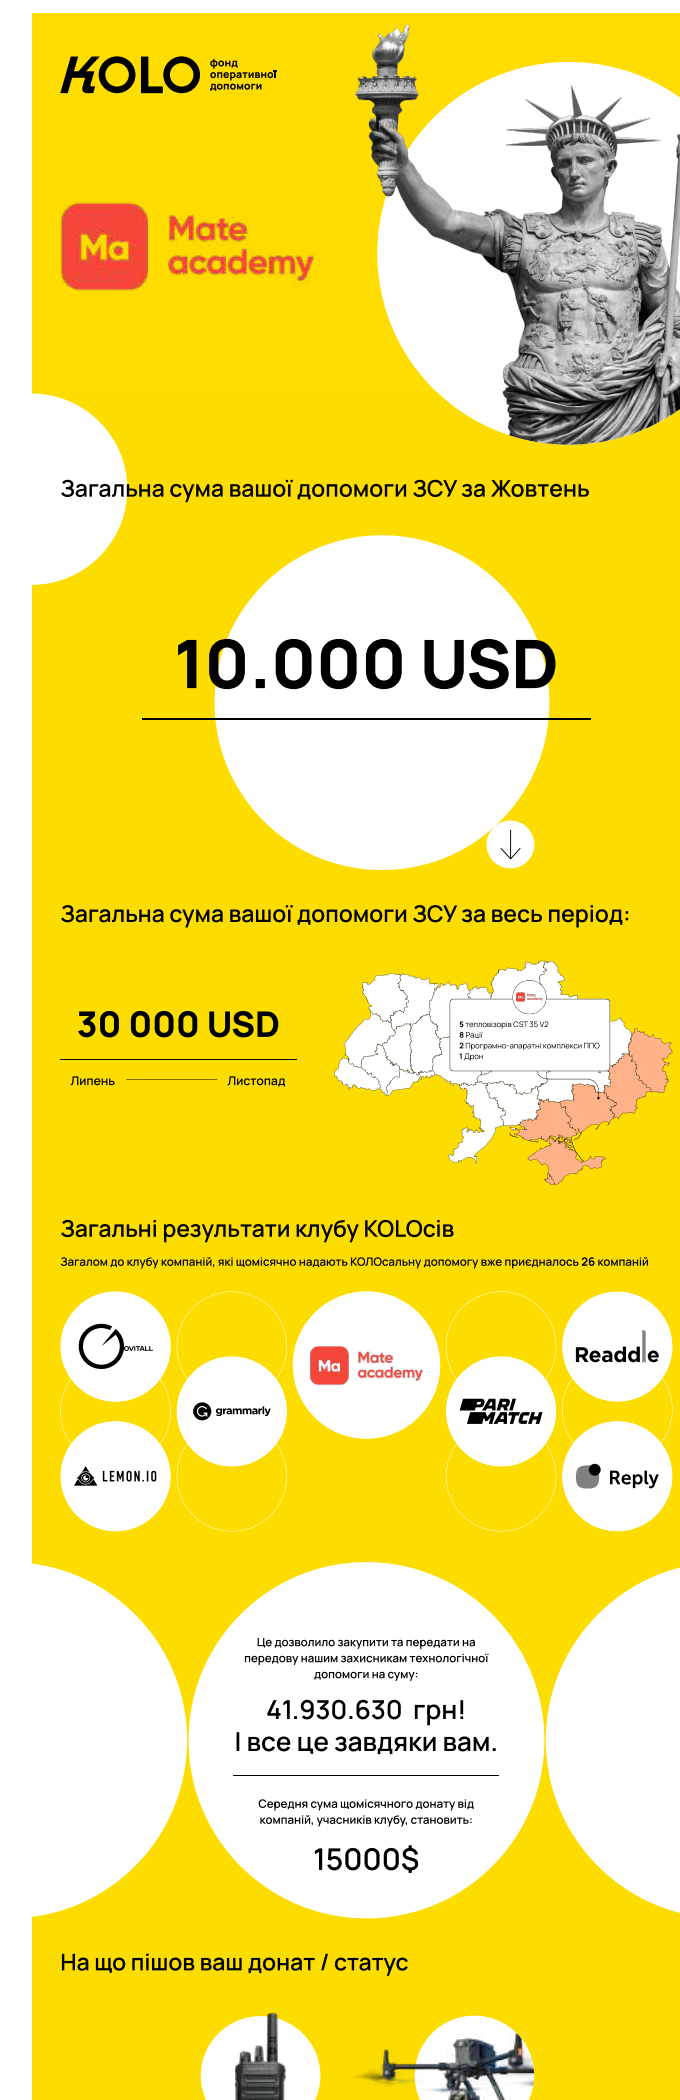 KOLO
фонд
оперативної
допомоги
Ma
Mate
academy
Загальна сума вашої допомоги ЗСУ за Жовтень
10.000 USD
Загальна сума вашої допомоги ЗСУ за весь період:
30 000 USD
Липень
Листопад
Mate
academy
5 тепловізорів CST 35 V2
8 Рації
2 Програмно-апаратні комплекси ППО
1 Дрон
Загальні результати клубу KOLOсів
Загалом до клубу компаній, які щомісячно надають КОЛОсальну допомогу вже приєдналось 26 компаній
OVITALL
grammarly
Ma
Mate
academy
PARI
MATCH
Readdle
LEMON.IO
Reply
Це дозволило закупити та передати на
передову нашим захисникам технологічної
допомоги на суму:
41.930.630 грн!
І все це завдяки вам.
Середня сума щомісячного донату від
компаній, учасників клубу, становить:
15000$
На що пішов ваш донат / статус